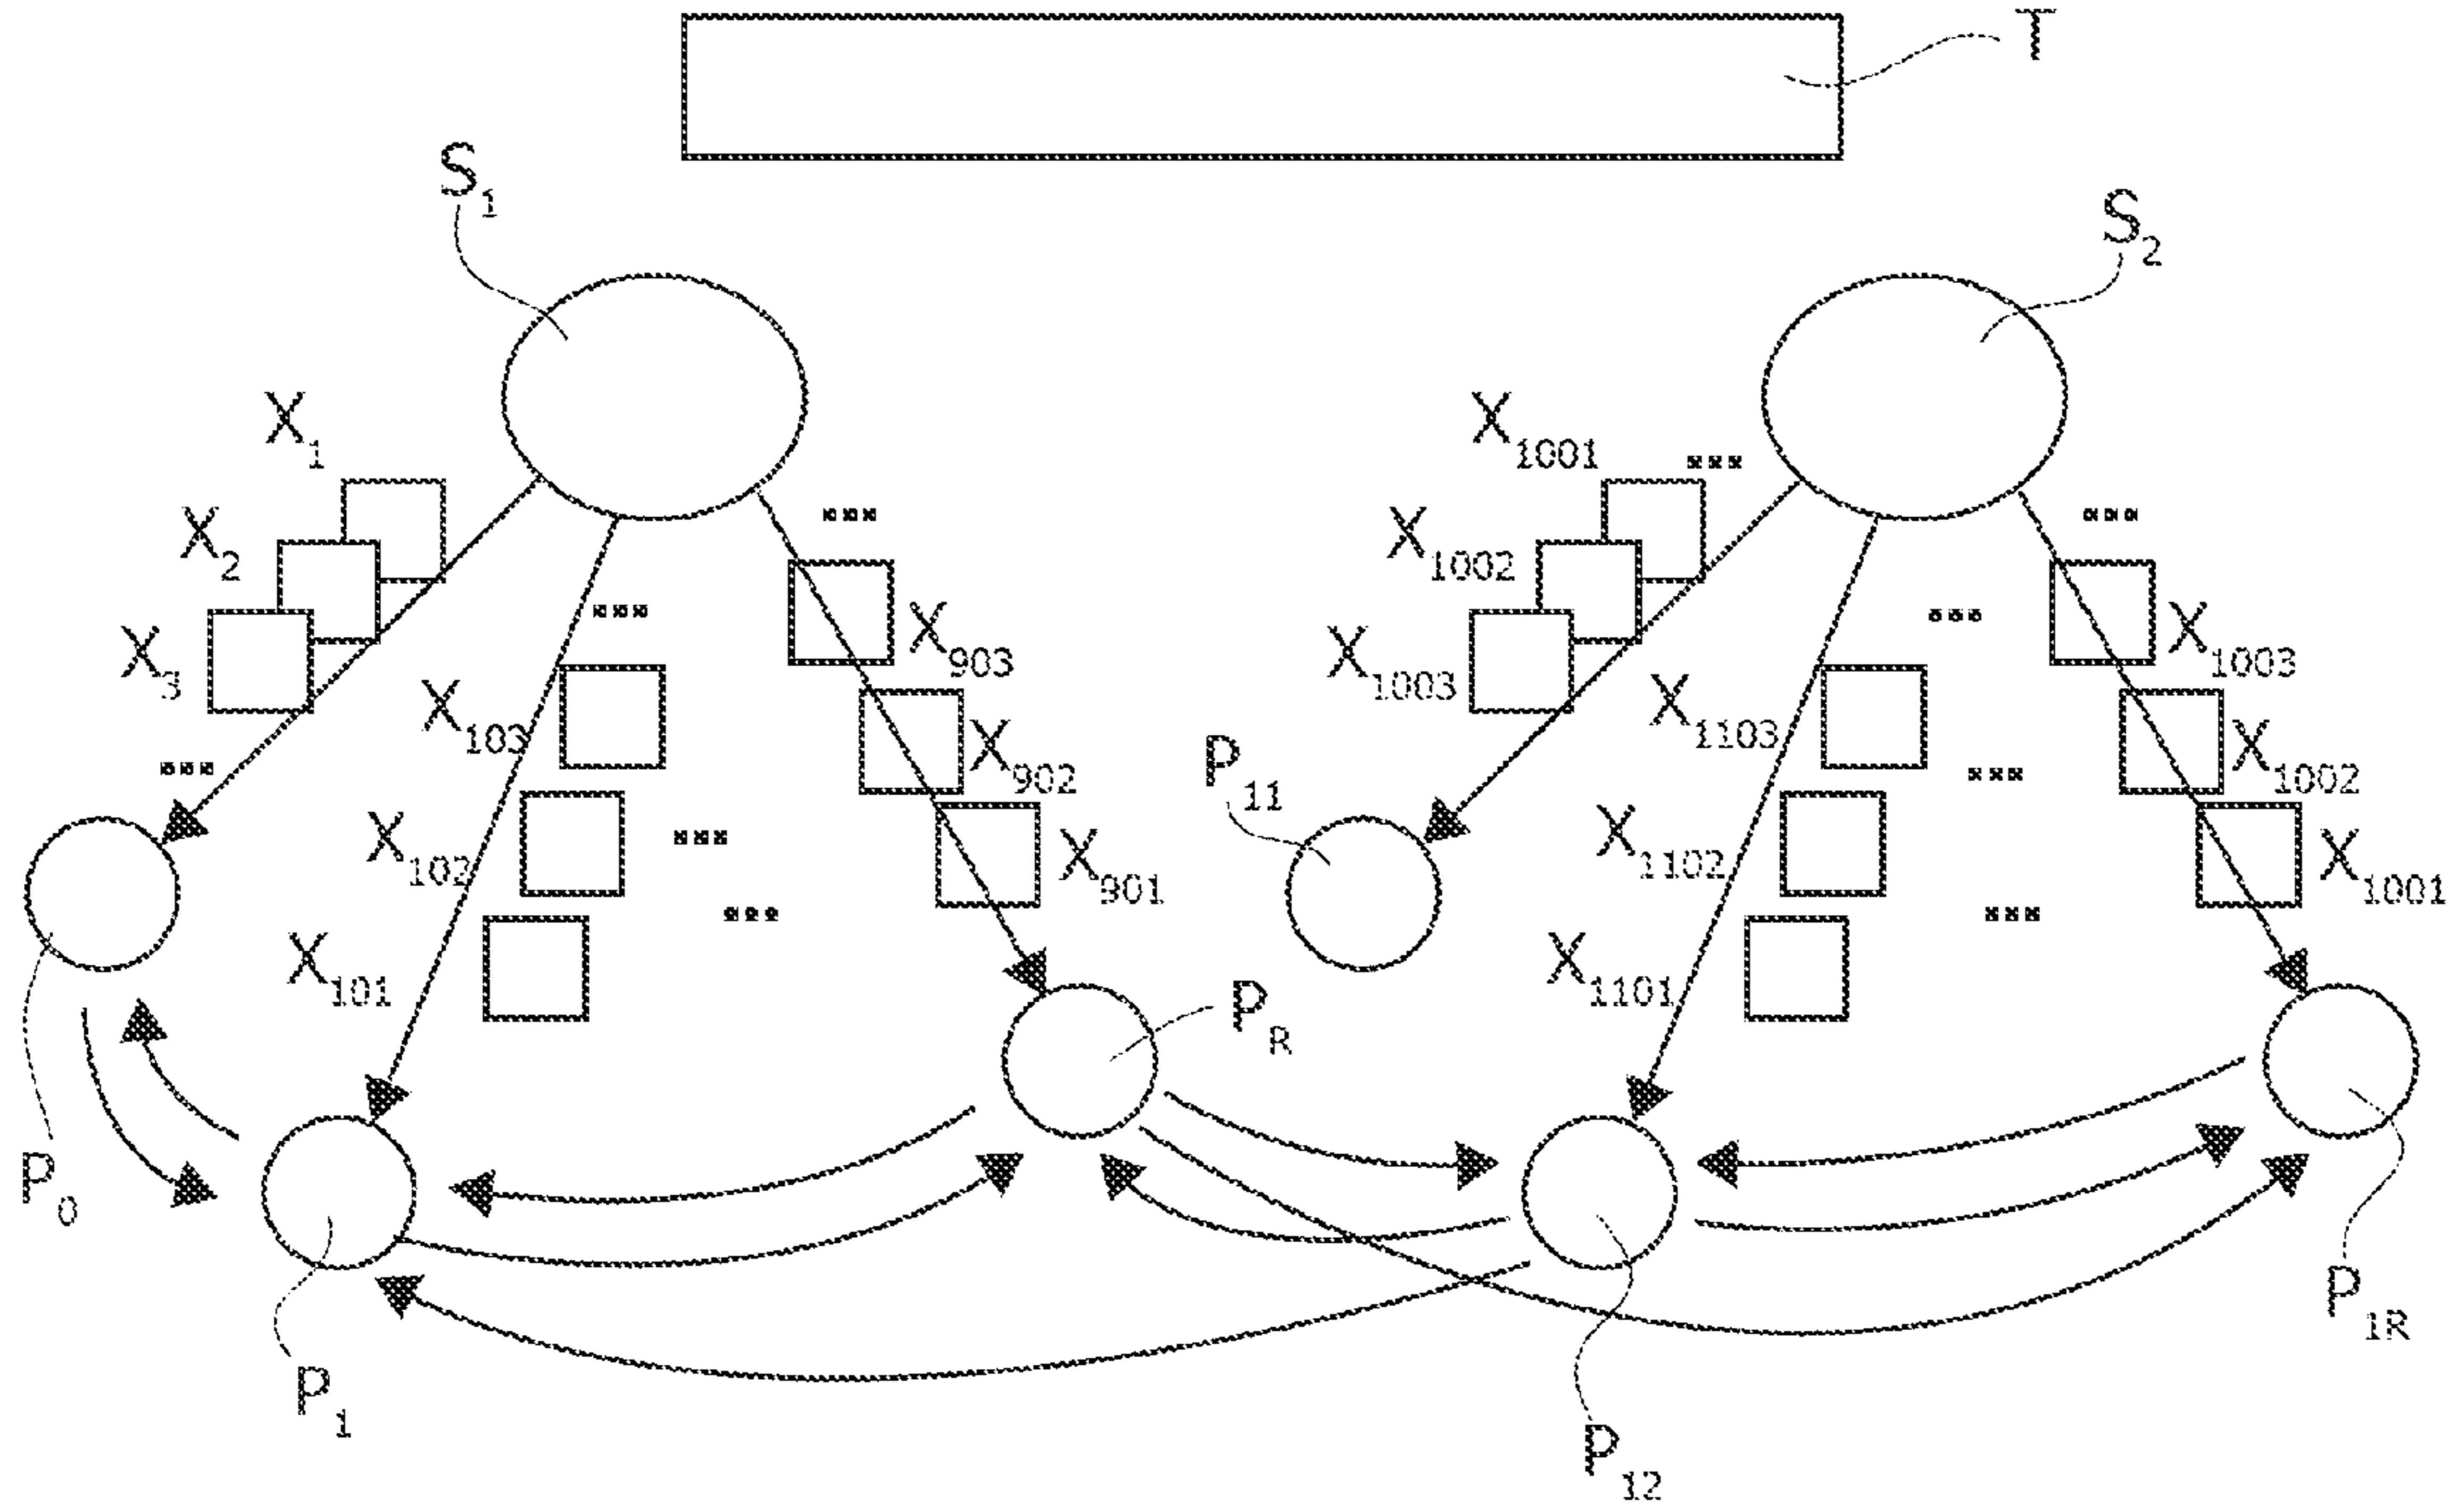 T
S1
S2
X1
X2
X3
...
X103
X102
X101
...
...
...
...
X903
X902
X901
X1001
...
X1002
X1003
X1103
X1102
X1101
...
...
...
...
X1003
X1002
X1001
P11
PR
P0
P1
P12
P1R